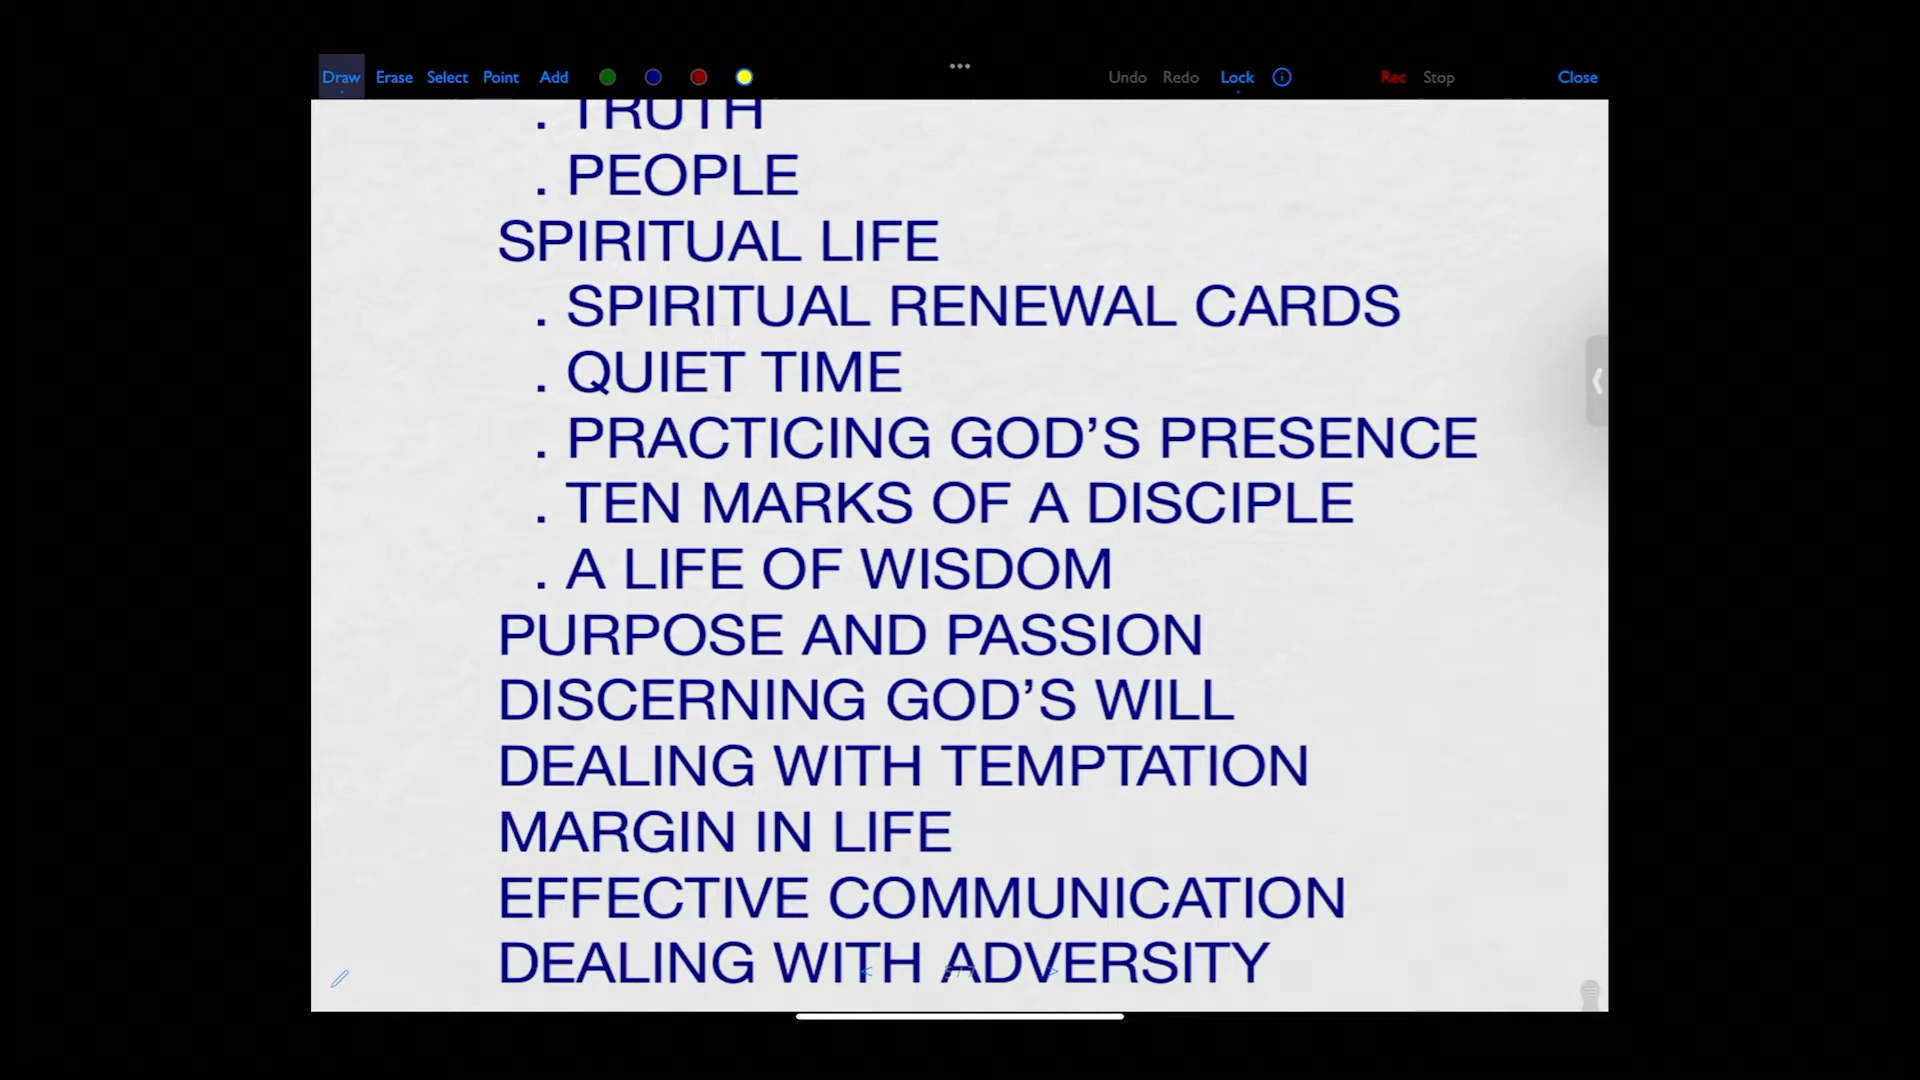 Draw Erase Select Point Add ... Undo Redo Lock i Rec Stop Close
. TRUTH
. PEOPLE
SPIRITUAL LIFE
. SPIRITUAL RENEWAL CARDS
. QUIET TIME
. PRACTICING GOD’S PRESENCE
. TEN MARKS OF A DISCIPLE
. A LIFE OF WISDOM
PURPOSE AND PASSION
DISCERNING GOD’S WILL
DEALING WITH TEMPTATION
MARGIN IN LIFE
EFFECTIVE COMMUNICATION
DEALING WITH ADVERSITY